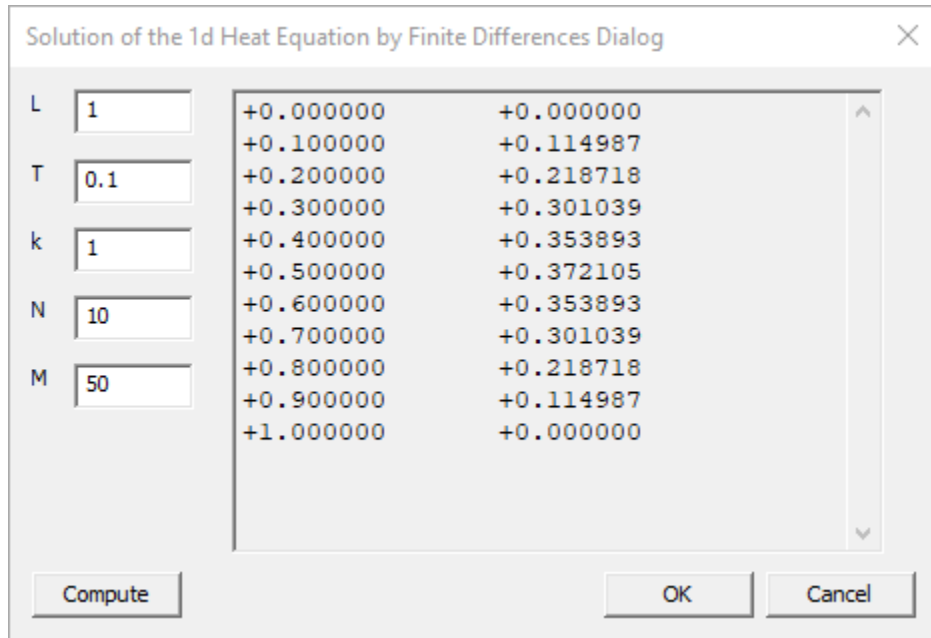 Solution of the 1d Heat Equation by Finite Differences Dialog
L 1
T 0.1
k 1
N 10
M 50
+0.000000 +0.000000
+0.100000 +0.114987
+0.200000 +0.218718
+0.300000 +0.301039
+0.400000 +0.353893
+0.500000 +0.372105
+0.600000 +0.353893
+0.700000 +0.301039
+0.800000 +0.218718
+0.900000 +0.114987
+1.000000 +0.000000
Compute OK Cancel